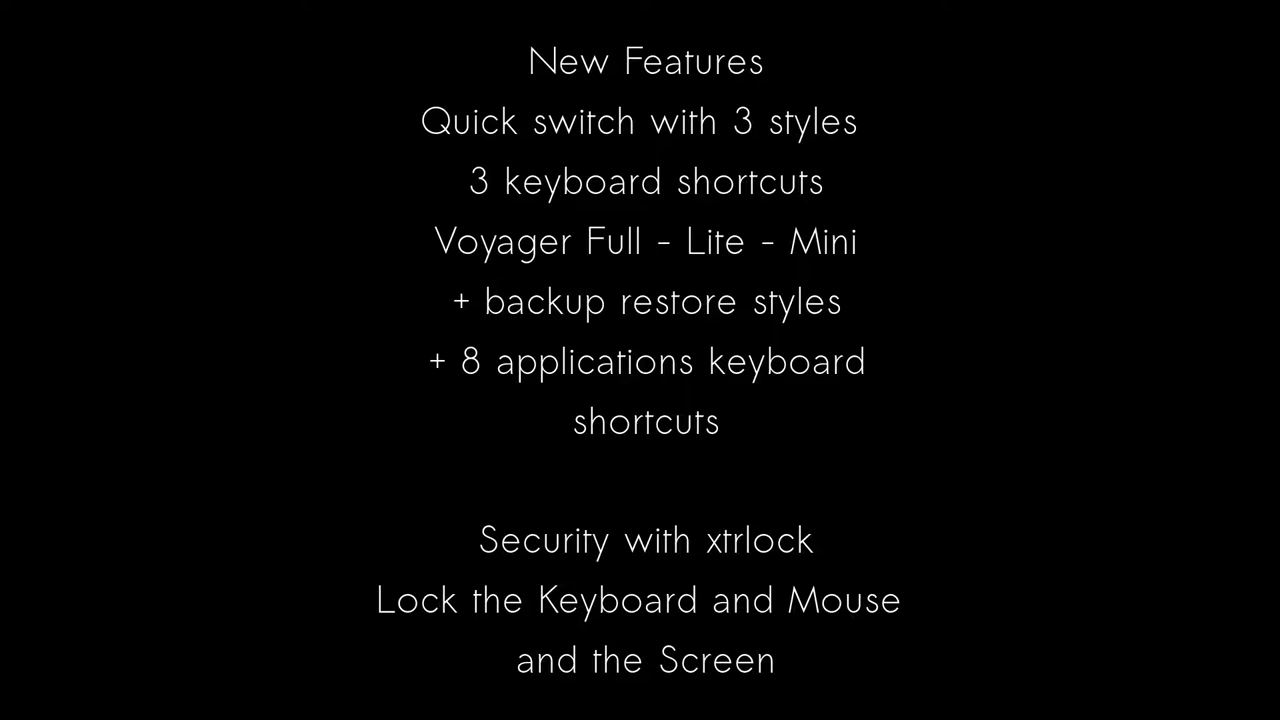 New Features
Quick switch with 3 styles
3 keyboard shortcuts
Voyager Full - Lite - Mini
+ backup restore styles
+ 8 applications keyboard
shortcuts
Security with xtrlock
Lock the Keyboard and Mouse
and the Screen